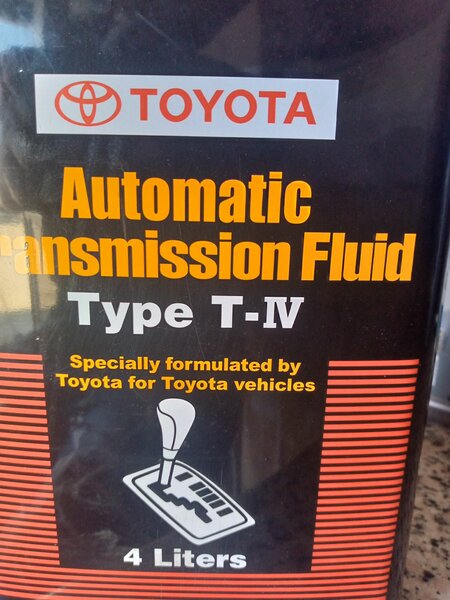 TOYOTA
Automatic
ransmission Fluid
Type T-IV
Specially formulated by
Toyota for Toyota vehicles
4 Liters